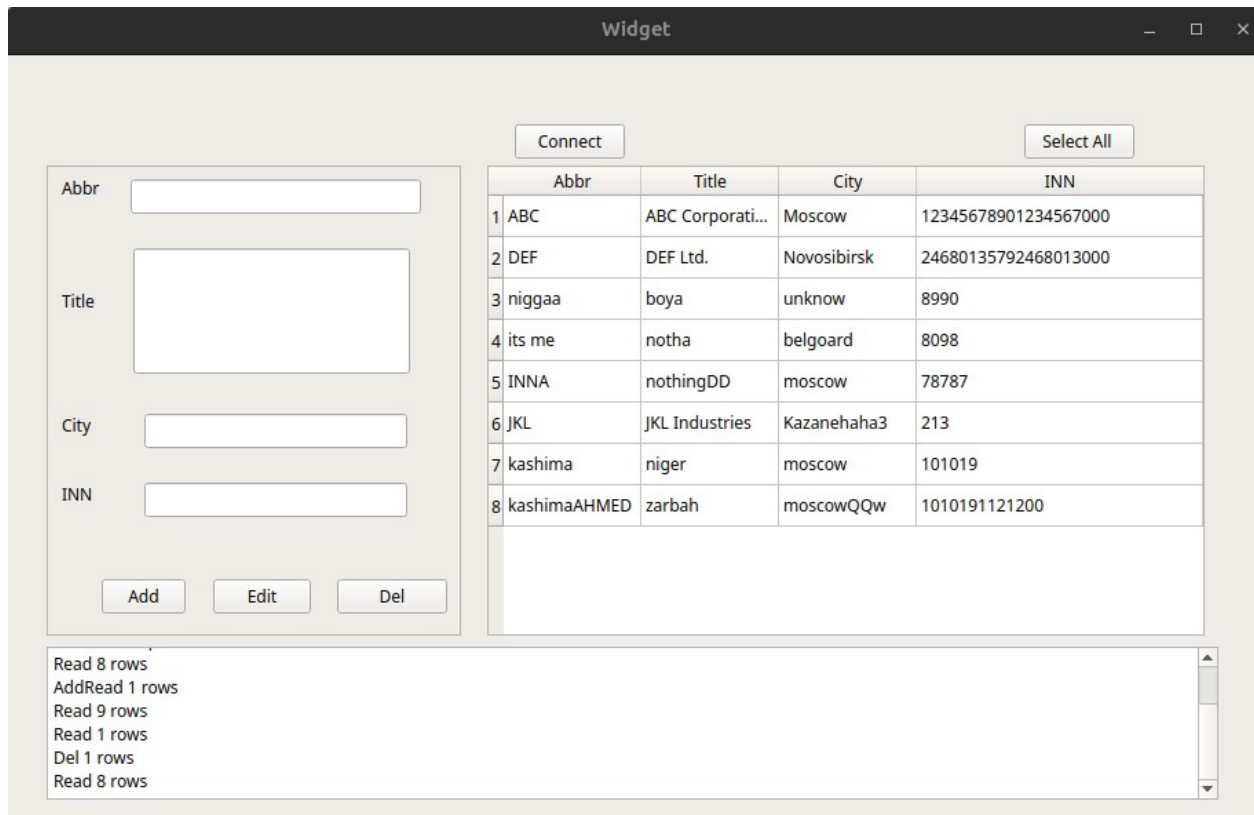 Widget
Connect
Select All
Abbr
Title
City
INN
Add Edit Del
Abbr Title City INN
1 ABC ABC Corporati... Moscow 12345678901234567000
2 DEF DEF Ltd. Novosibirsk 24680135792468013000
3 niggaa boya unknow 8990
4 its me notha belgoard 8098
5 INNA nothingDD moscow 78787
6 JKL JKL Industries Kazanehaha3 213
7 kashima niger moscow 101019
8 kashimaAHMED zarbah moscowQQw 1010191121200
Read 8 rows
AddRead 1 rows
Read 9 rows
Read 1 rows
Del 1 rows
Read 8 rows